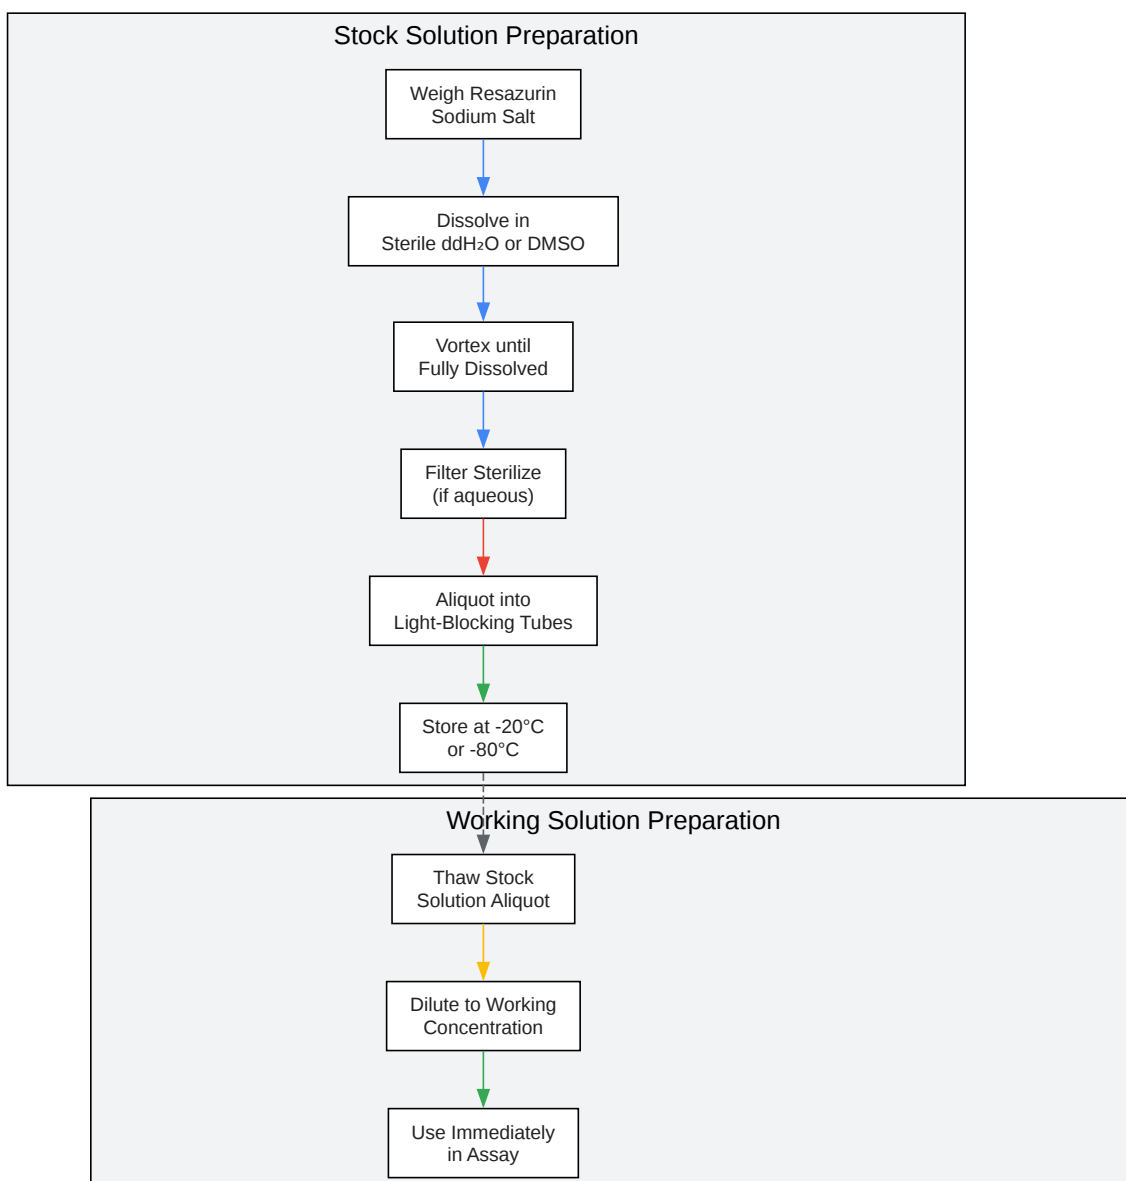 Stock Solution Preparation
Weigh Resazurin
Sodium Salt
Dissolve in
Sterile ddH₂O or DMSO
Vortex until
Fully Dissolved
Filter Sterilize
(if aqueous)
Aliquot into
Light-Blocking Tubes
Store at -20°C
or -80°C
Working Solution Preparation
Thaw Stock
Solution Aliquot
Dilute to Working
Concentration
Use Immediately
in Assay